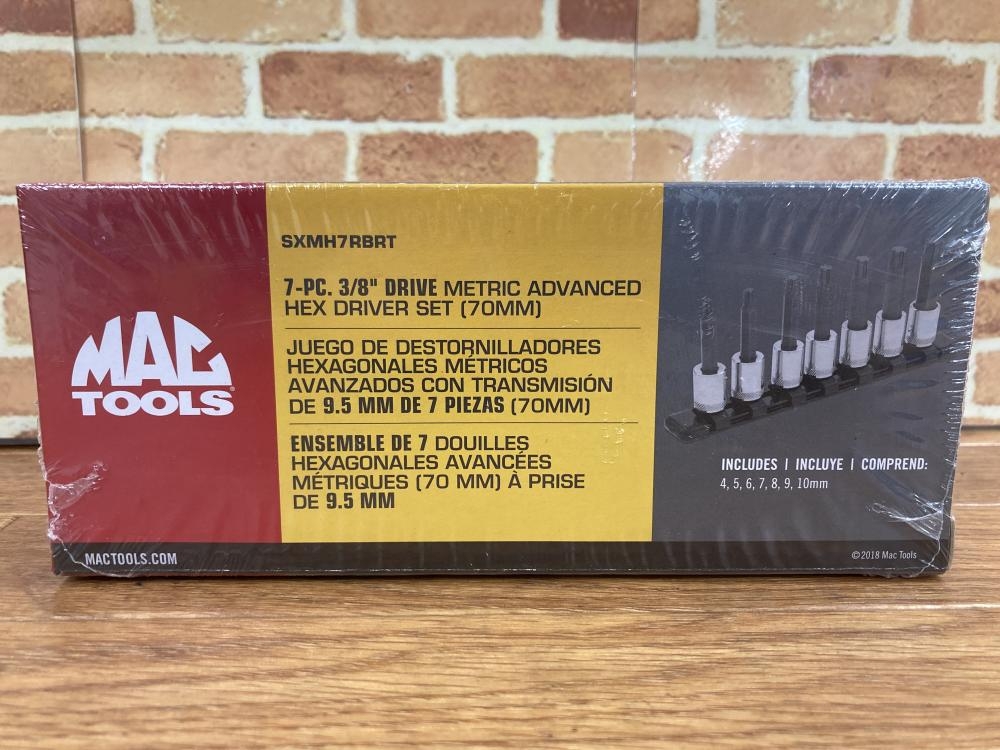 MAC
TOOLS
SXMH7RBRT
7-PC. 3/8" DRIVE METRIC ADVANCED
HEX DRIVER SET (70MM)
JUEGO DE DESTORNILLADORES
HEXAGONALES MÉTRICOS
AVANZADOS CON TRANSMISIÓN
DE 9.5 MM DE 7 PIEZAS (70MM)
ENSEMBLE DE 7 DOUILLES
HEXAGONALES AVANCÉES
MÉTRIQUES (70 MM) À PRISE
DE 9.5 MM
INCLUDES | INCLUYE | COMPREND:
4, 5, 6, 7, 8, 9, 10mm
MACTOOLS.COM
©2018 Mac Tools